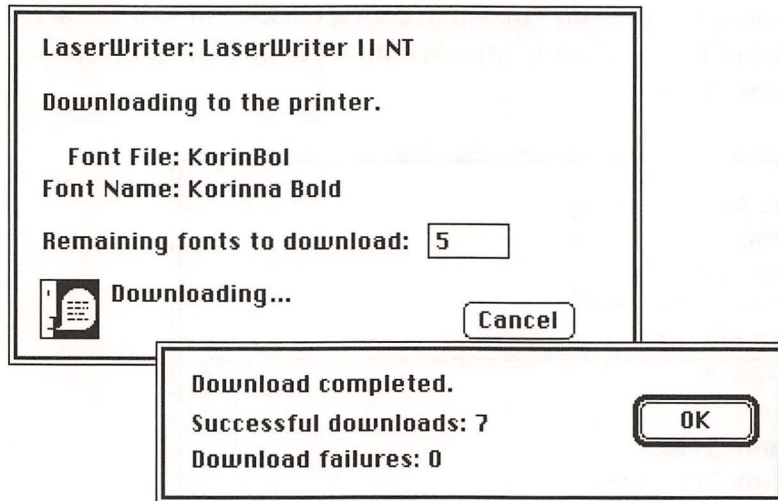 LaserWriter: LaserWriter II NT
Downloading to the printer.
Font File: KorinBol
Font Name: Korinna Bold
Remaining fonts to download: 5
Downloading...
Cancel
Download completed.
Successful downloads: 7
OK
Download failures: 0